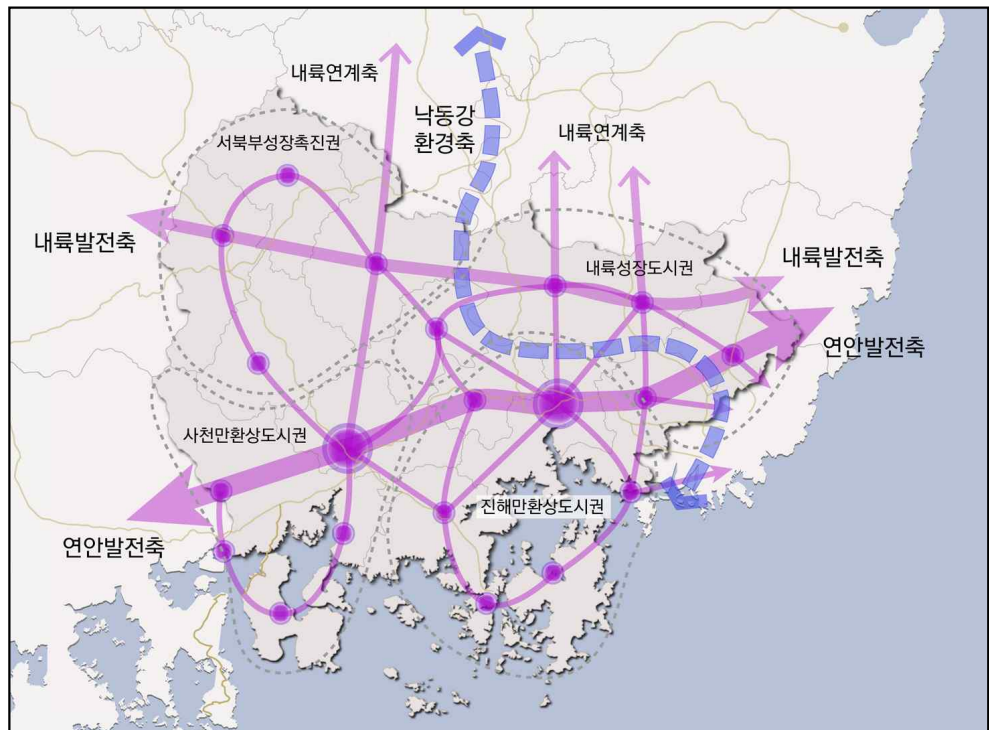 내륙연계축
낙동강
환경축
내륙연계축
서북부성장촉진권
내륙발전축
내륙성장도시권
내륙발전축
연안발전축
사천만환상도시권
진해만환상도시권
연안발전축